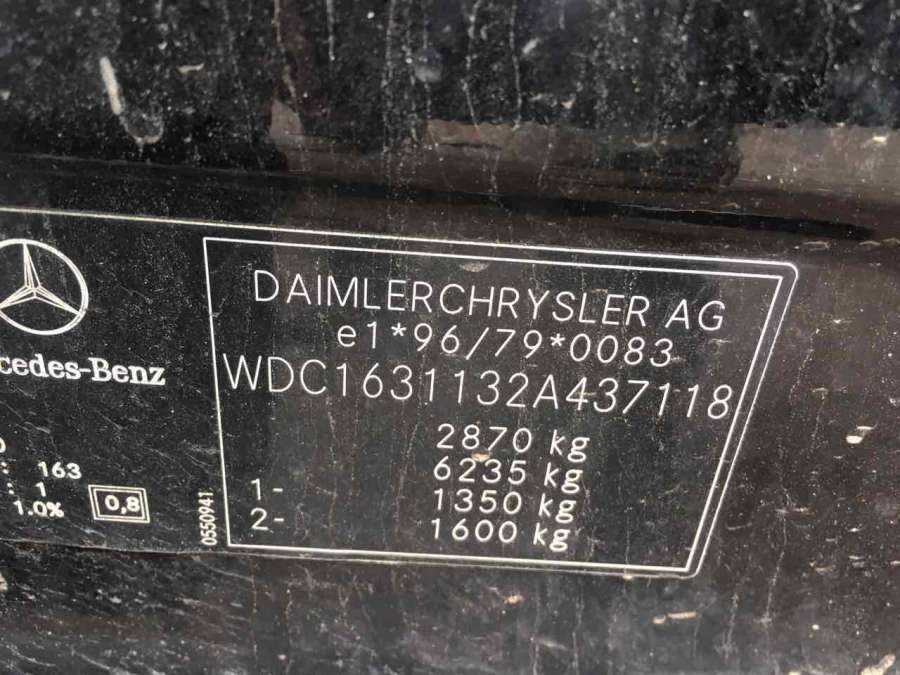 DAIMLERCHRYSLER AG
e1*96/79*0083
WDC1631132A437118
2870 kg
6235 kg
1- 1350 kg
2- 1600 kg
cedes-Benz
: 163
: 1
1.0% 0,8
0550941